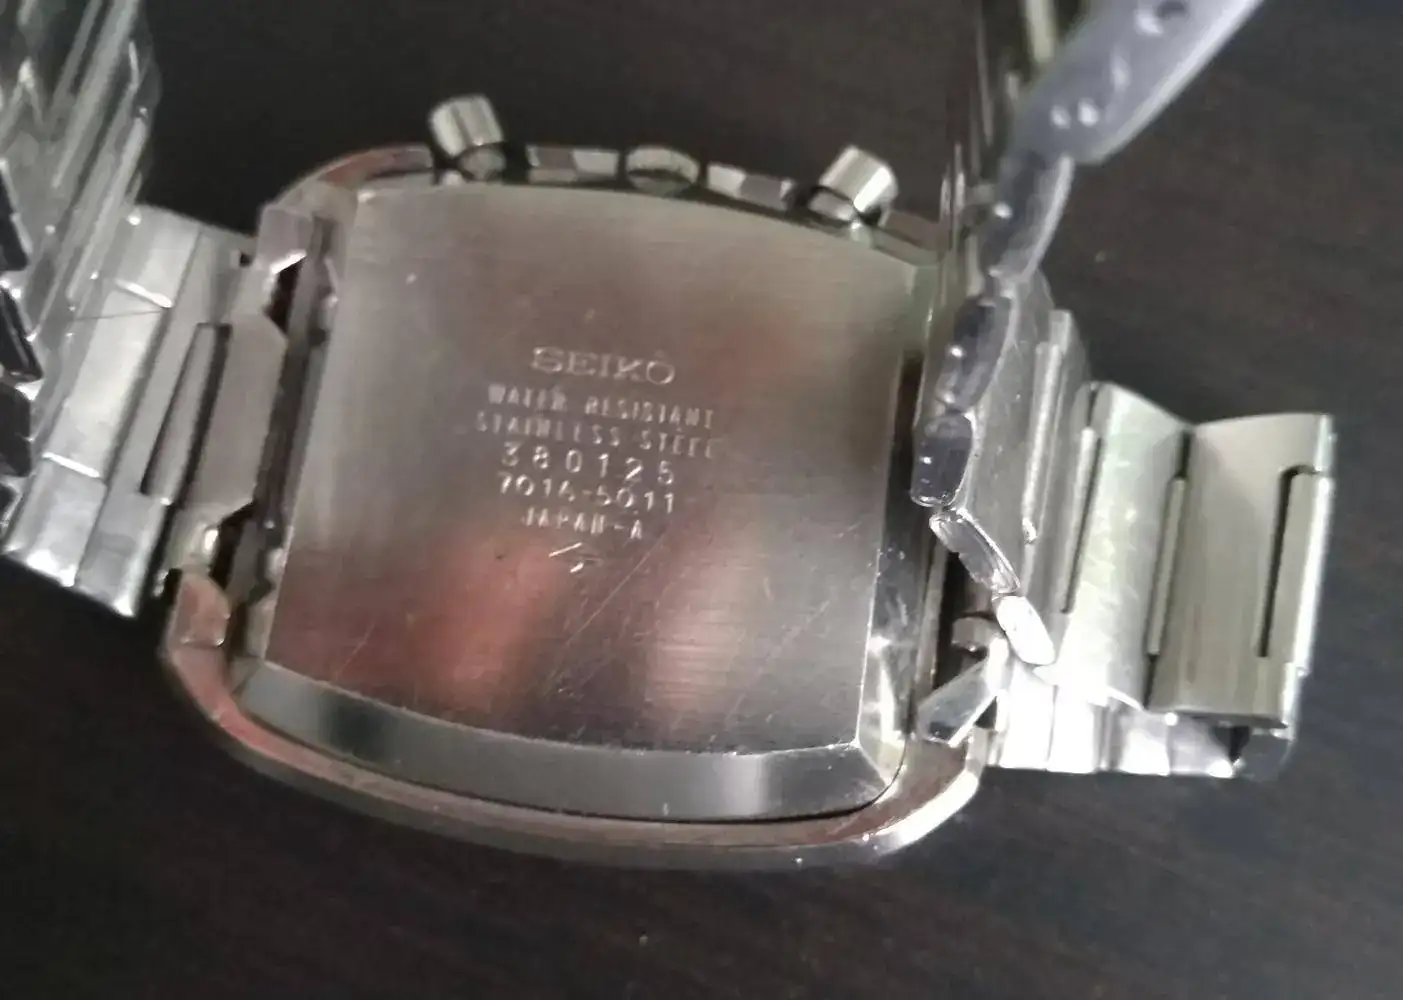 SEIKO
WATER RESISTANT
STAINLESS STEEL
380125
7016-5011
JAPAN-A